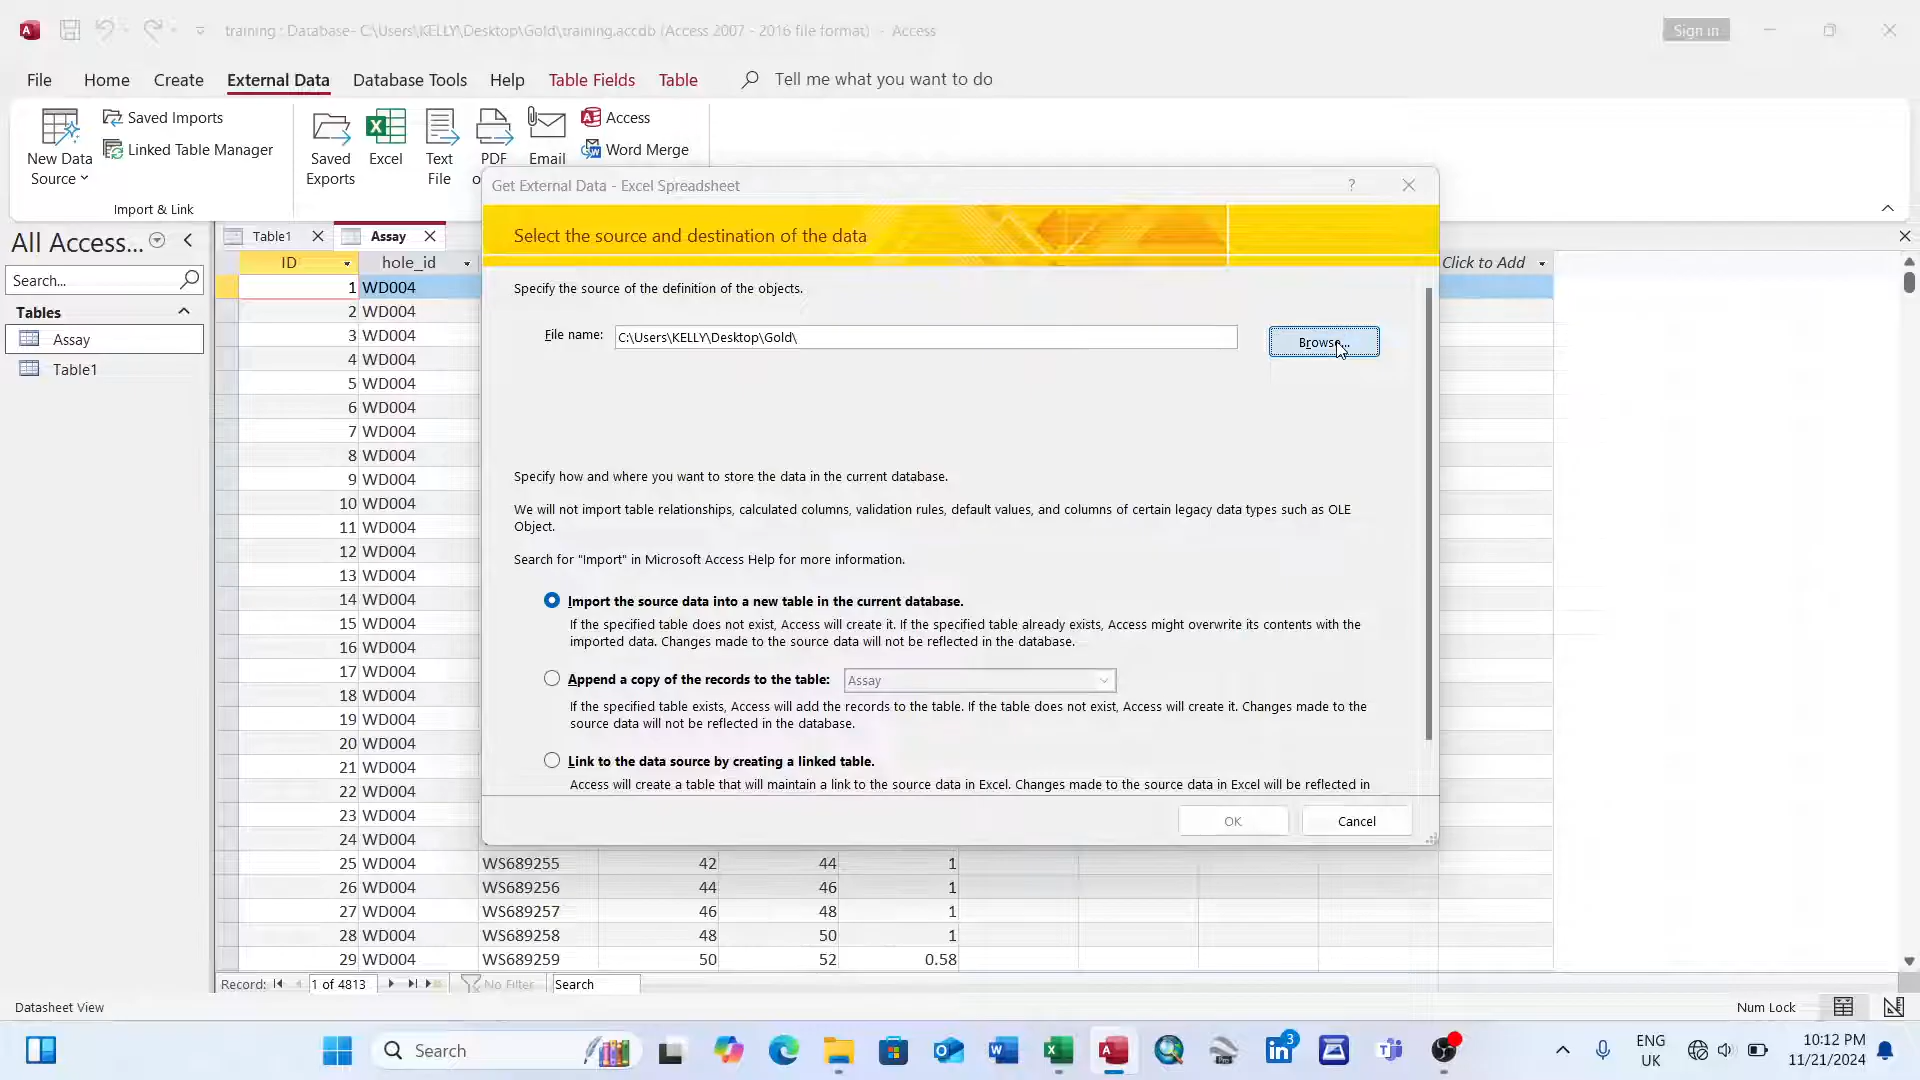 training : Database- C:\Users\KELLY\Desktop\Gold\training.accdb (Access 2007 - 2016 file format) - Access
Sign in
File Home Create External Data Database Tools Help Table Fields Table Tell me what you want to do
New Data Source
Saved Imports
Linked Table Manager
Import & Link
Saved Exports
Excel
Text File
PDF
Email
Access
Word Merge
Get External Data - Excel Spreadsheet
?
Select the source and destination of the data
Specify the source of the definition of the objects.
File name: C:\Users\KELLY\Desktop\Gold\
Browse...
Specify how and where you want to store the data in the current database.
We will not import table relationships, calculated columns, validation rules, default values, and columns of certain legacy data types such as OLE
Object.
Search for "Import" in Microsoft Access Help for more information.
Import the source data into a new table in the current database.
If the specified table does not exist, Access will create it. If the specified table already exists, Access might overwrite its contents with the
imported data. Changes made to the source data will not be reflected in the database.
Append a copy of the records to the table: Assay
If the specified table exists, Access will add the records to the table. If the table does not exist, Access will create it. Changes made to the
source data will not be reflected in the database.
Link to the data source by creating a linked table.
Access will create a table that will maintain a link to the source data in Excel. Changes made to the source data in Excel will be reflected in
OK Cancel
All Access...
Search...
Tables
Assay
Table1
Table1 Assay
ID hole_id Click to Add
1 WD004
2 WD004
3 WD004
4 WD004
5 WD004
6 WD004
7 WD004
8 WD004
9 WD004
10 WD004
11 WD004
12 WD004
13 WD004
14 WD004
15 WD004
16 WD004
17 WD004
18 WD004
19 WD004
20 WD004
21 WD004
22 WD004
23 WD004
24 WD004
25 WD004 WS689255 42 44 1
26 WD004 WS689256 44 46 1
27 WD004 WS689257 46 48 1
28 WD004 WS689258 48 50 1
29 WD004 WS689259 50 52 0.58
Record: 1 of 4813 No Filter Search
Datasheet View
Num Lock
Search
3
ENG
UK
10:12 PM
11/21/2024